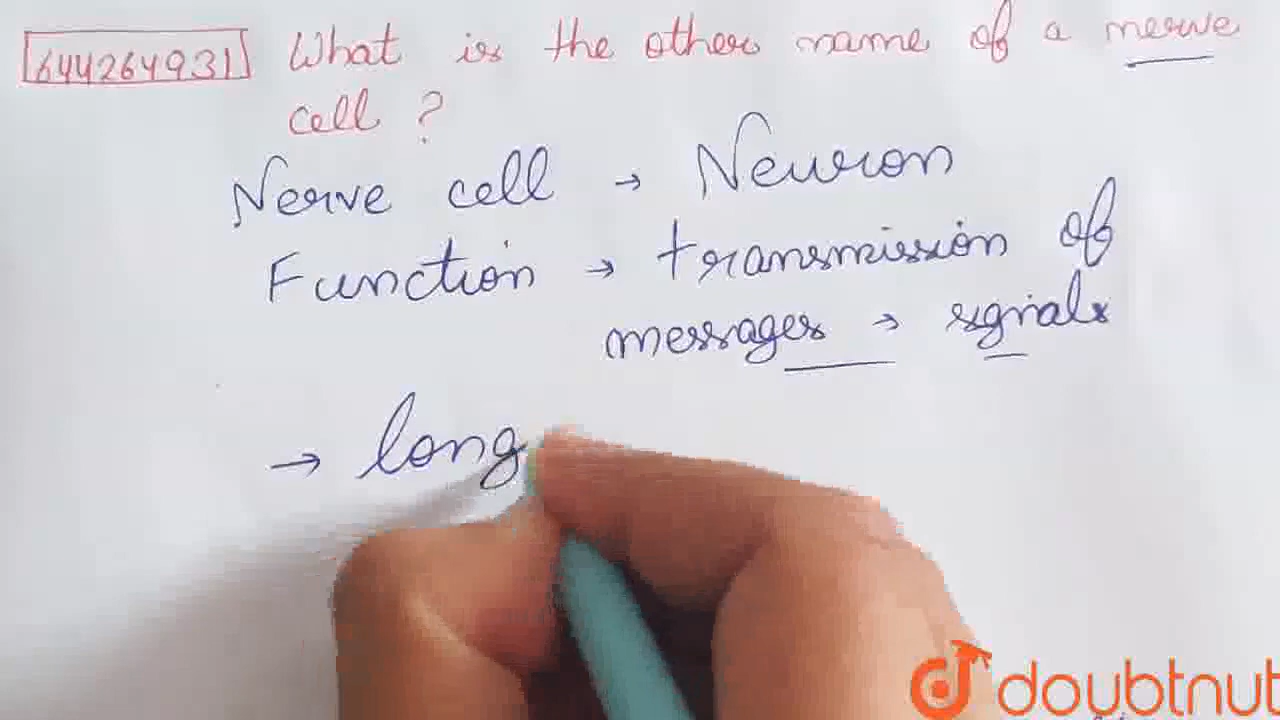 644264931 What is the other name of a nerve
cell ?
Nerve cell → Neuron
Function → transmission of
messages → signals
→ long
doubtnut